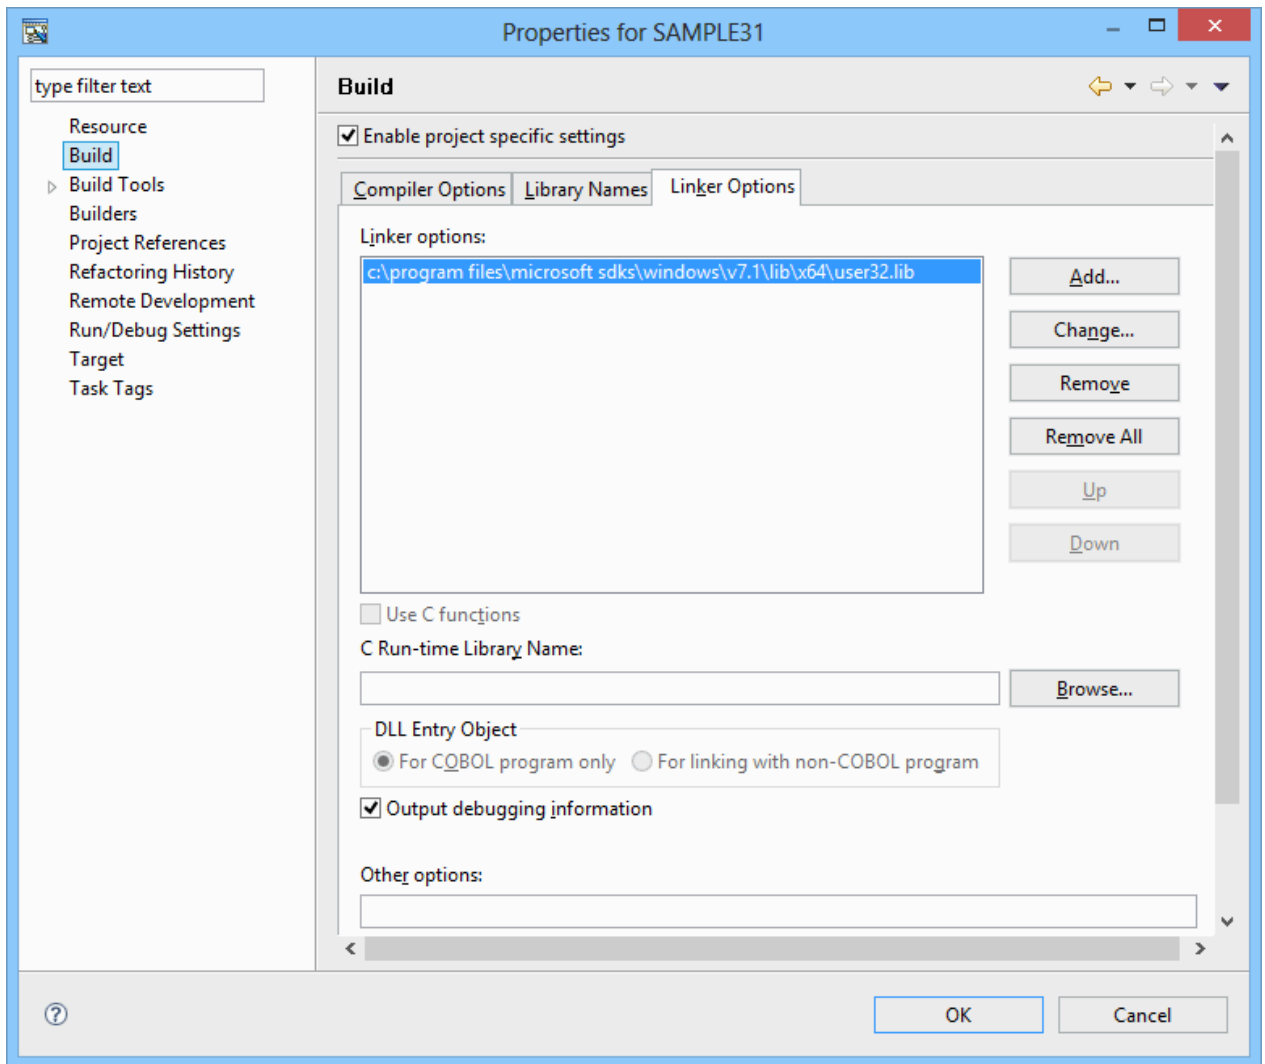 Properties for SAMPLE31
type filter text
Resource
Build
Build Tools
Builders
Project References
Refactoring History
Remote Development
Run/Debug Settings
Target
Task Tags
Build
Enable project specific settings
Compiler Options Library Names Linker Options
Linker options:
c:\program files\microsoft sdks\windows\v7.1\lib\x64\user32.lib
Add...
Change...
Remove
Remove All
Up
Down
Use C functions
C Run-time Library Name:
Browse...
DLL Entry Object
For COBOL program only For linking with non-COBOL program
Output debugging information
Other options:
OK Cancel